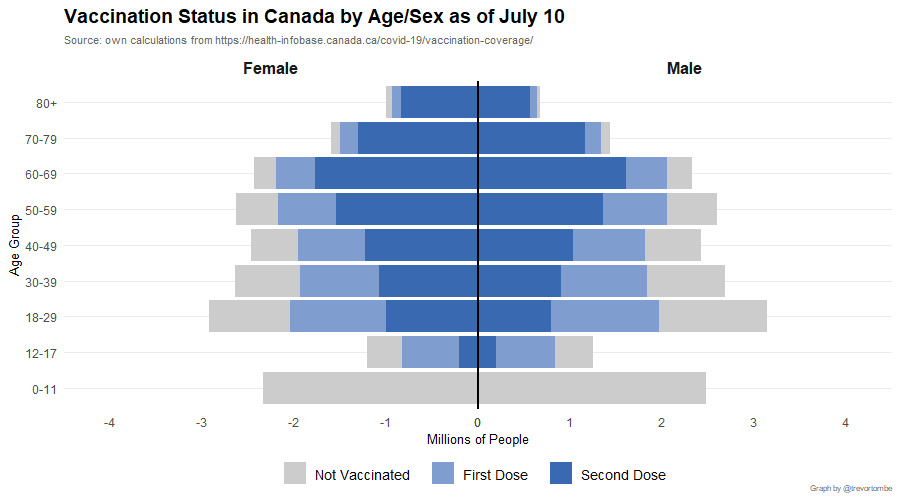 Vaccination Status in Canada by Age/Sex as of July 10
Source: own calculations from https://health-infobase.canada.ca/covid-19/vaccination-coverage/
Female Male
Age Group
80+
70-79
60-69
50-59
40-49
30-39
18-29
12-17
0-11
-4 -3 -2 -1 0 1 2 3 4
Millions of People
Not Vaccinated First Dose Second Dose
Graph by @trevortombe